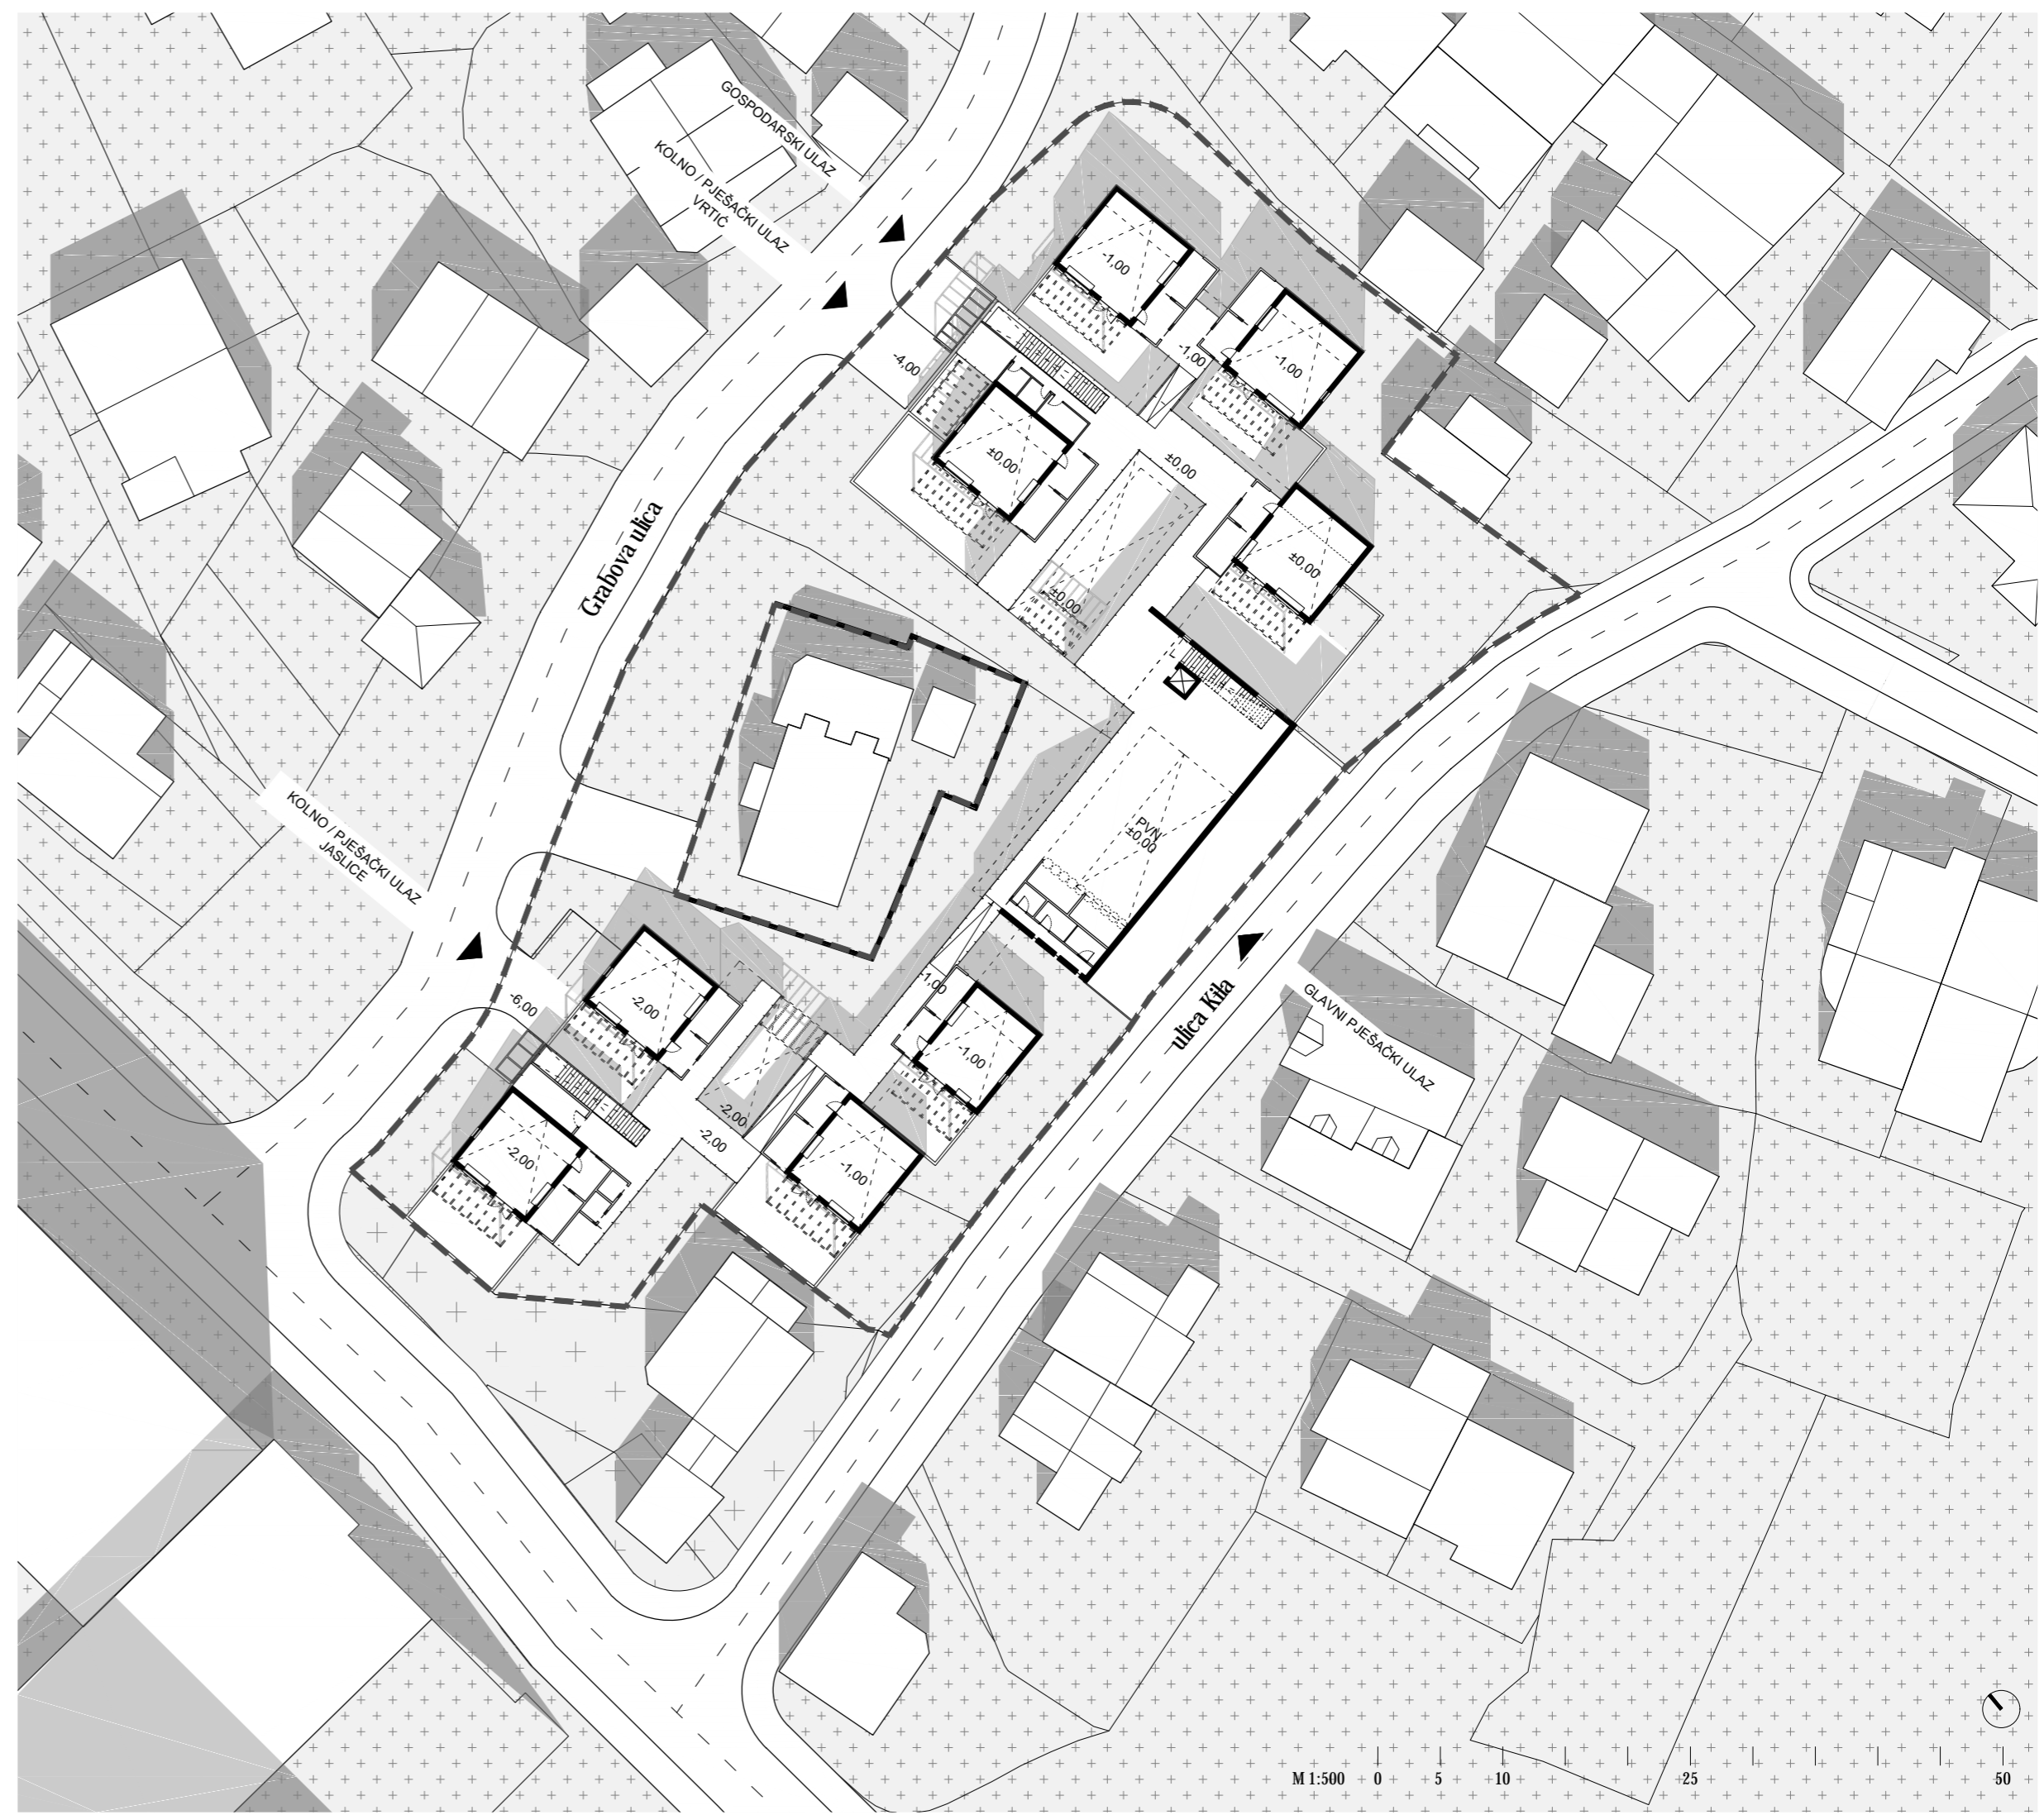 GOSPODARSKI ULAZ
KOLNO / PJEŠAČKI ULAZ
VRTIĆ
-1,00
-1,00
-1,00
-4,00
±0,00
±0,00
±0,00
±0,00
Grabova ulica
KOLNO / PJEŠAČKI ULAZ
JASLICE
PVN
±0,00
-6,00
-2,00
-1,00
-1,00
-2,00
-2,00
-2,00
-1,00
ulica Kila
GLAVNI PJEŠAČKI ULAZ
M 1:500 0 5 10 25 50